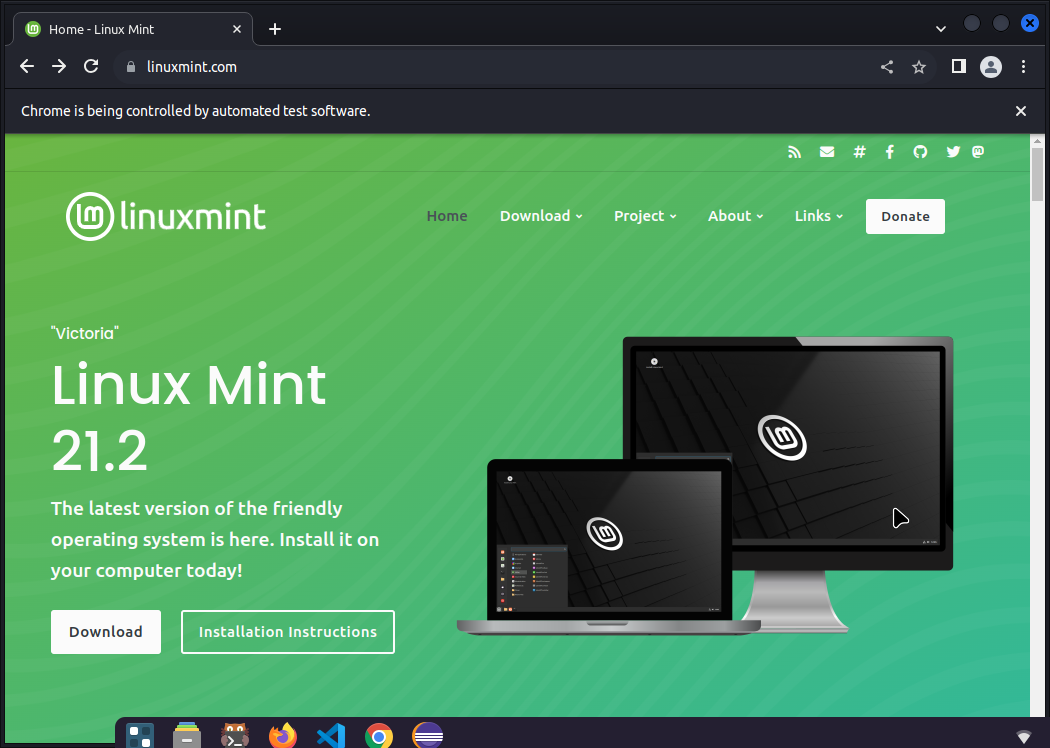 Home - Linux Mint
linuxmint.com
Chrome is being controlled by automated test software.
linuxmint
Home Download Project About Links Donate
"Victoria"
Linux Mint
21.2
The latest version of the friendly
operating system is here. Install it on
your computer today!
Download Installation Instructions